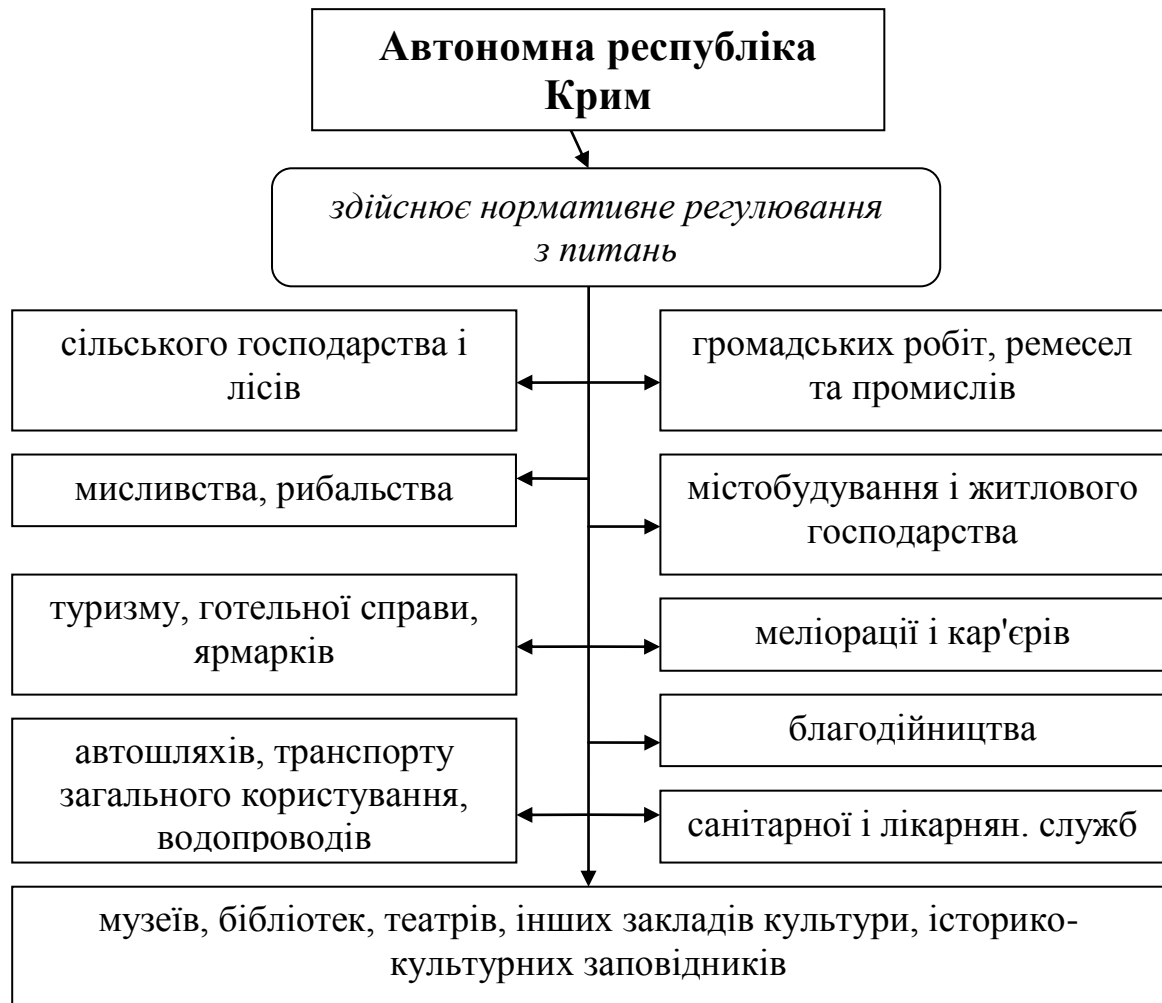 Автономна республіка
Крим
здійснює нормативне регулювання
з питань
сільського господарства і
лісів
громадських робіт, ремесел
та промислів
мисливства, рибальства
містобудування і житлового
господарства
туризму, готельної справи,
ярмарків
меліорації і кар'єрів
благодійництва
автошляхів, транспорту
загального користування,
водопроводів
санітарної і лікарнян. служб
музеїв, бібліотек, театрів, інших закладів культури, історико-
культурних заповідників